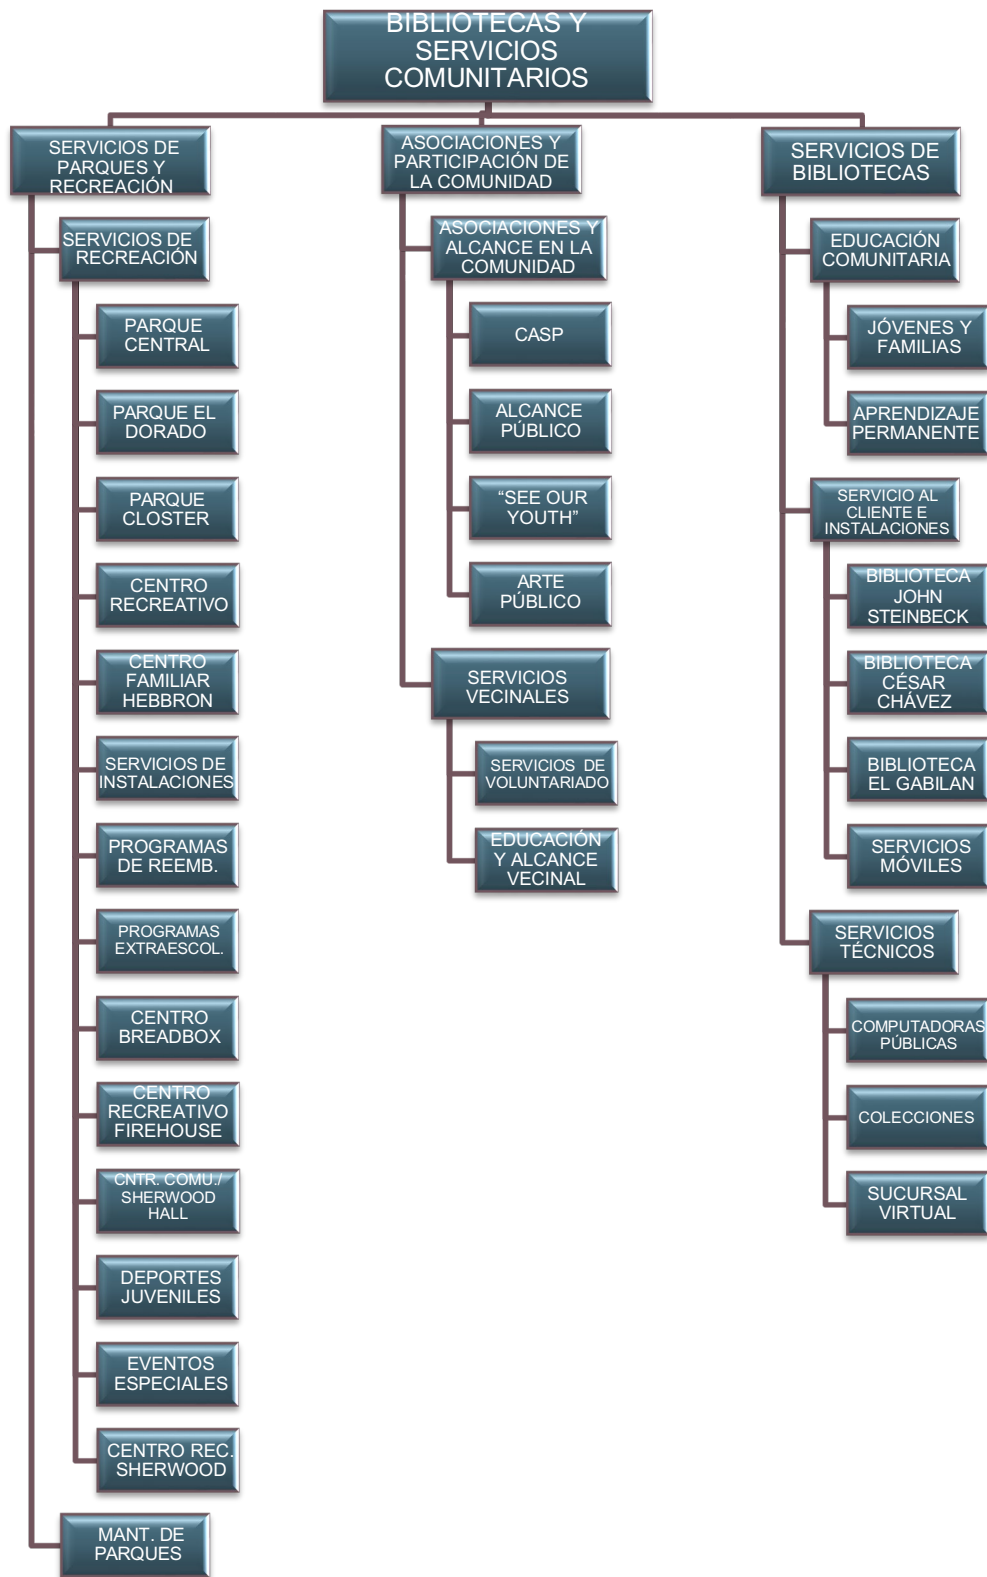 BIBLIOTECAS Y
SERVICIOS
COMUNITARIOS
SERVICIOS DE
PARQUES Y
RECREACIÓN
SERVICIOS DE
RECREACIÓN
PARQUE
CENTRAL
PARQUE EL
DORADO
PARQUE
CLOSTER
CENTRO
RECREATIVO
CENTRO
FAMILIAR
HEBBRON
SERVICIOS DE
INSTALACIONES
PROGRAMAS
DE REEMB.
PROGRAMAS
EXTRAESCOL.
CENTRO
BREADBOX
CENTRO
RECREATIVO
FIREHOUSE
CNTR. COMU./
SHERWOOD
HALL
DEPORTES
JUVENILES
EVENTOS
ESPECIALES
CENTRO REC.
SHERWOOD
MANT. DE
PARQUES
ASOCIACIONES Y
PARTICIPACIÓN DE
LA COMUNIDAD
ASOCIACIONES Y
ALCANCE EN LA
COMUNIDAD
CASP
ALCANCE
PÚBLICO
“SEE OUR
YOUTH”
ARTE
PÚBLICO
SERVICIOS
VECINALES
SERVICIOS DE
VOLUNTARIADO
EDUCACIÓN
Y ALCANCE
VECINAL
SERVICIOS DE
BIBLIOTECAS
EDUCACIÓN
COMUNITARIA
JÓVENES Y
FAMILIAS
APRENDIZAJE
PERMANENTE
SERVICIO AL
CLIENTE E
INSTALACIONES
BIBLIOTECA
JOHN
STEINBECK
BIBLIOTECA
CÉSAR
CHÁVEZ
BIBLIOTECA
EL GABILAN
SERVICIOS
MÓVILES
SERVICIOS
TÉCNICOS
COMPUTADORAS
PÚBLICAS
COLECCIONES
SUCURSAL
VIRTUAL